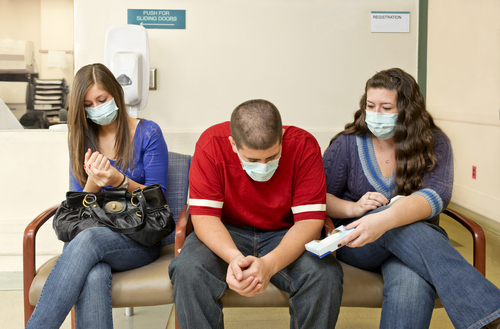 PUSH FOR
SLIDING DOORS
REGISTRATION